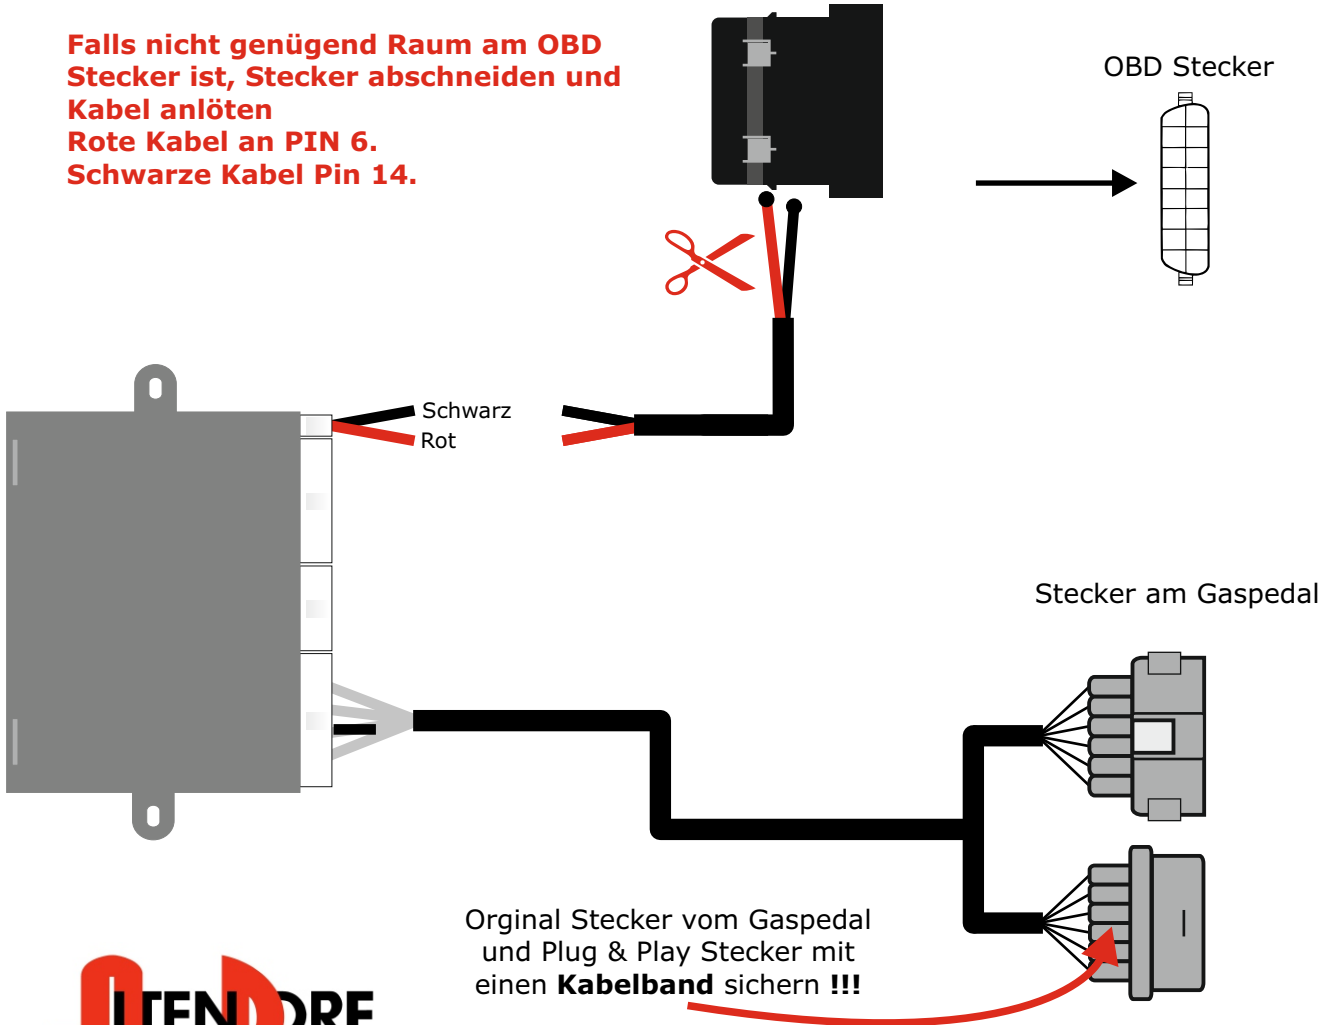 Falls nicht genügend Raum am OBD
Stecker ist, Stecker abschneiden und
Kabel anlöten
Rote Kabel an PIN 6.
Schwarze Kabel Pin 14.
OBD Stecker
Schwarz
Rot
Stecker am Gaspedal
Orginal Stecker vom Gaspedal
und Plug & Play Stecker mit
einen Kabelband sichern !!!